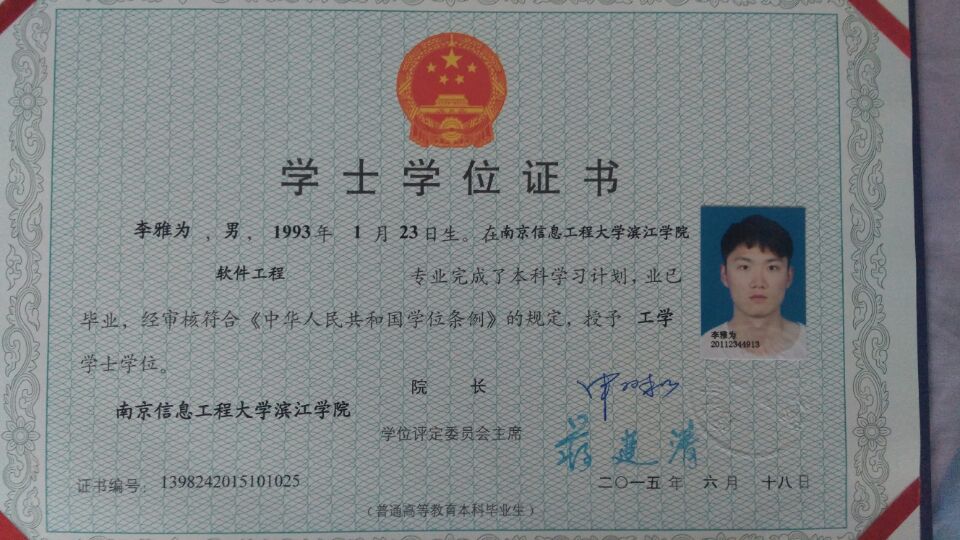 学士学位证书
李雅为 , 男 , 1993年 1 月 23日生。在南京信息工程大学滨江学院
软件工程 专业完成了本科学习计划,业已
毕业,经审核符合《中华人民共和国学位条例》的规定,授予 工学
学士学位。
李雅为
20112344913
院 长
南京信息工程大学滨江学院
学位评定委员会主席
蒋建清
证书编号: 1398242015101025
二〇一五年 六月 十八日
(普通高等教育本科毕业生)